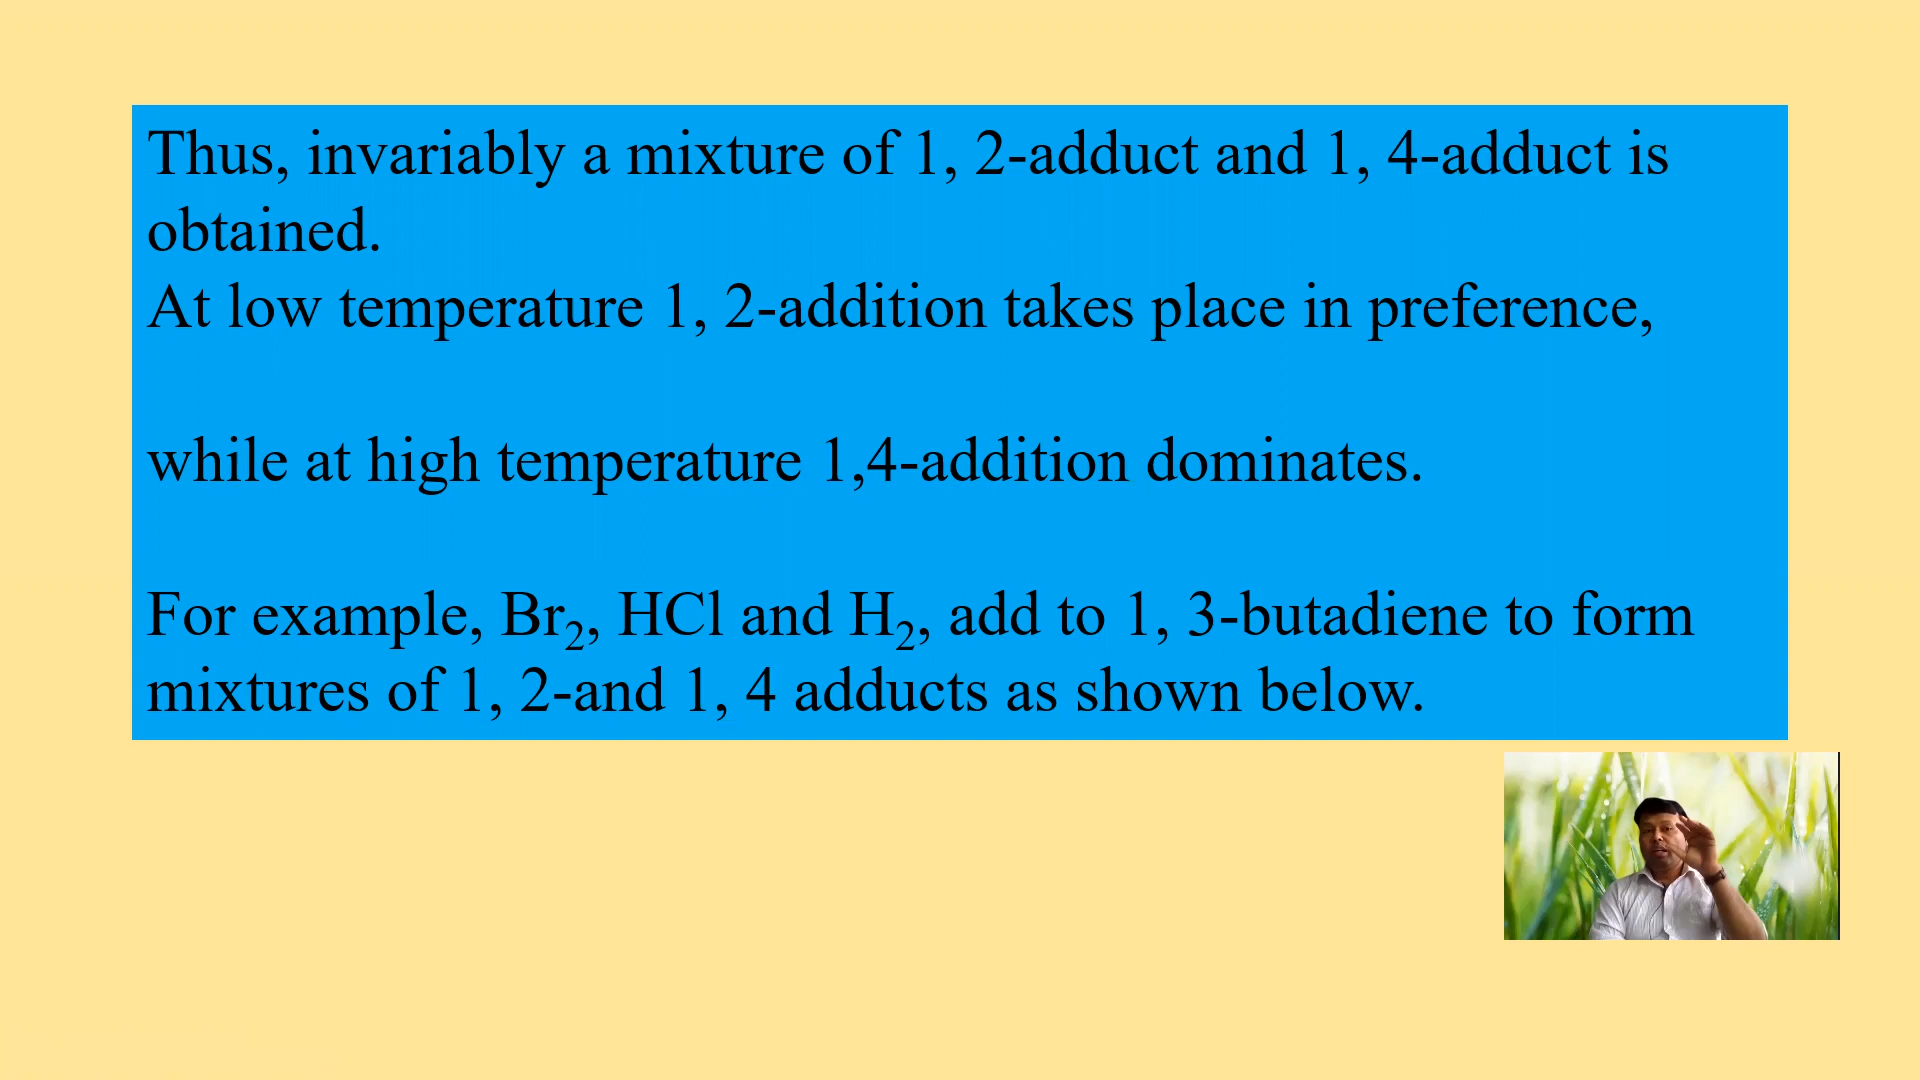 Thus, invariably a mixture of 1, 2-adduct and 1, 4-adduct is
obtained.
At low temperature 1, 2-addition takes place in preference,
while at high temperature 1,4-addition dominates.
For example, Br₂, HCl and H₂, add to 1, 3-butadiene to form
mixtures of 1, 2-and 1, 4 adducts as shown below.